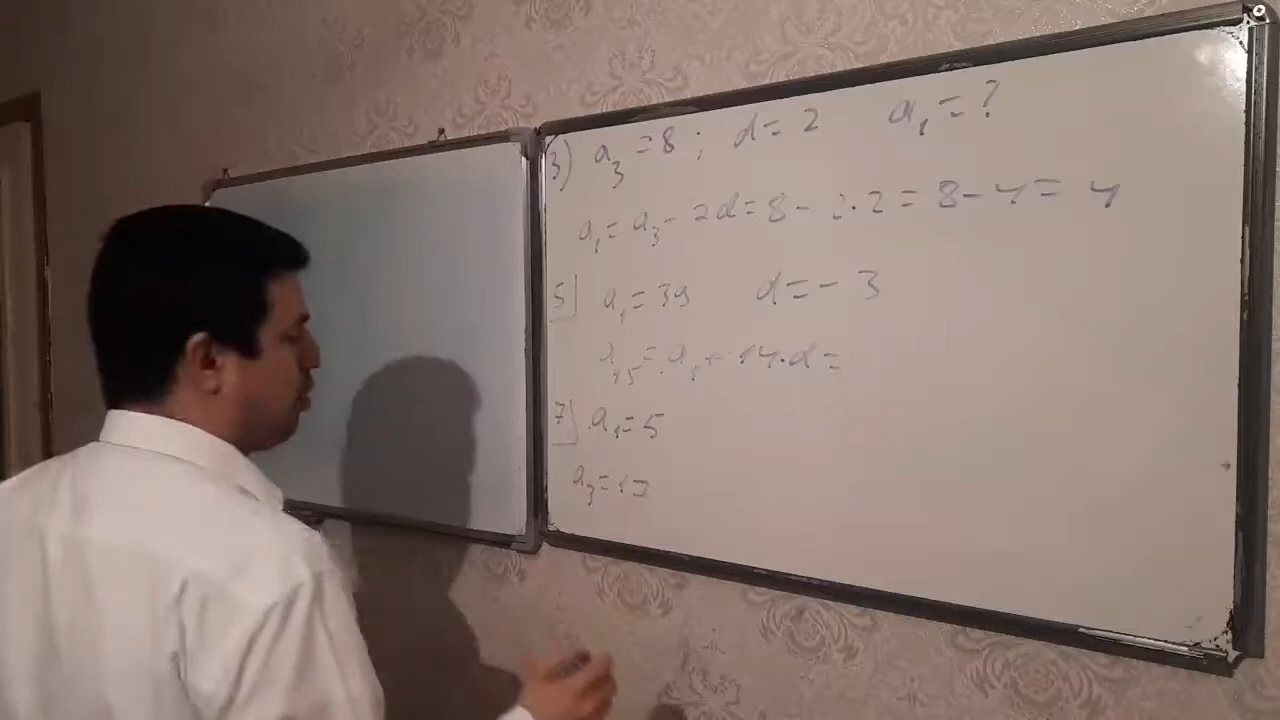 3) a₃ = 8 ; d = 2 a₁ = ?
a₁ = a₃ - 2d = 8 - 2·2 = 8 - 4 = 4
5) a₁ = 39 d = - 3
a₁₅ = a₁ + 14·d =
7) a₁ = 5
a₃ = 17